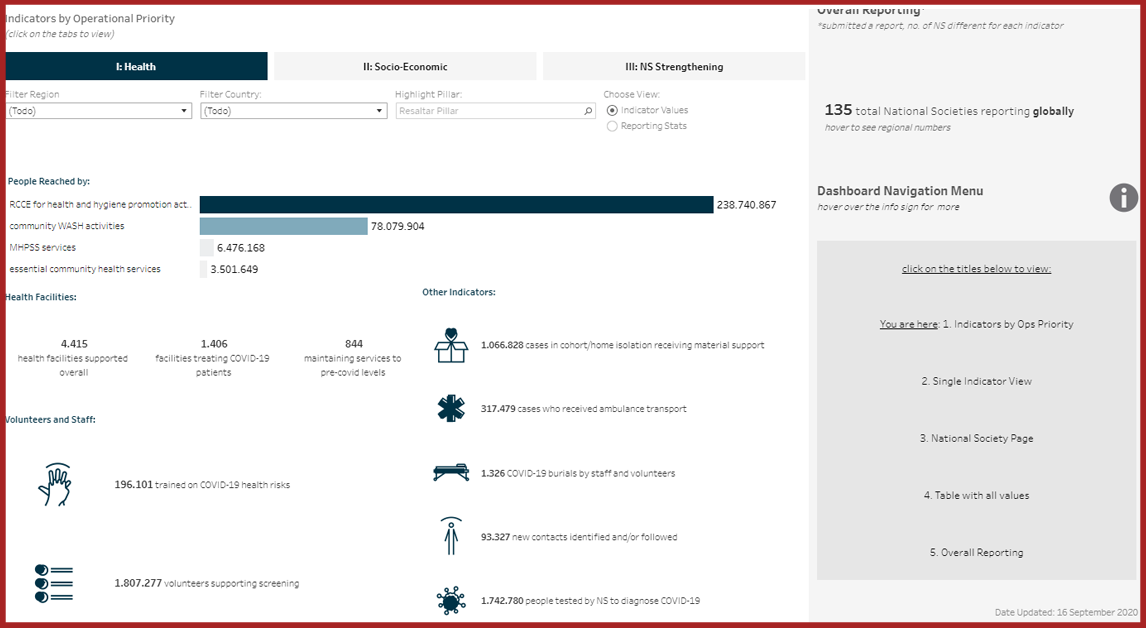 Indicators by Operational Priority
(click on the tabs to view)
I: Health
II: Socio-Economic
III: NS Strengthening
Filter Region
(Todo)
Filter Country:
(Todo)
Highlight Pillar:
Resaltar Pillar
Choose View:
Indicator Values
Reporting Stats
People Reached by:
RCCE for health and hygiene promotion act..
238.740.867
community WASH activities
78.079.904
MHPSS services
6.476.168
essential community health services
3.501.649
Health Facilities:
4.415
health facilities supported
overall
1.406
facilities treating COVID-19
patients
844
maintaining services to
pre-covid levels
Volunteers and Staff:
196.101 trained on COVID-19 health risks
1.807.277 volunteers supporting screening
Other Indicators:
1.066.828 cases in cohort/home isolation receiving material support
317.479 cases who received ambulance transport
1.326 COVID-19 burials by staff and volunteers
93.327 new contacts identified and/or followed
1.742.780 people tested by NS to diagnose COVID-19
Overall Reporting*
*submitted a report, no. of NS different for each indicator
135 total National Societies reporting globally
hover to see regional numbers
Dashboard Navigation Menu
hover over the info sign for more
click on the titles below to view:
You are here: 1. Indicators by Ops Priority
2. Single Indicator View
3. National Society Page
4. Table with all values
5. Overall Reporting
Date Updated: 16 September 2020